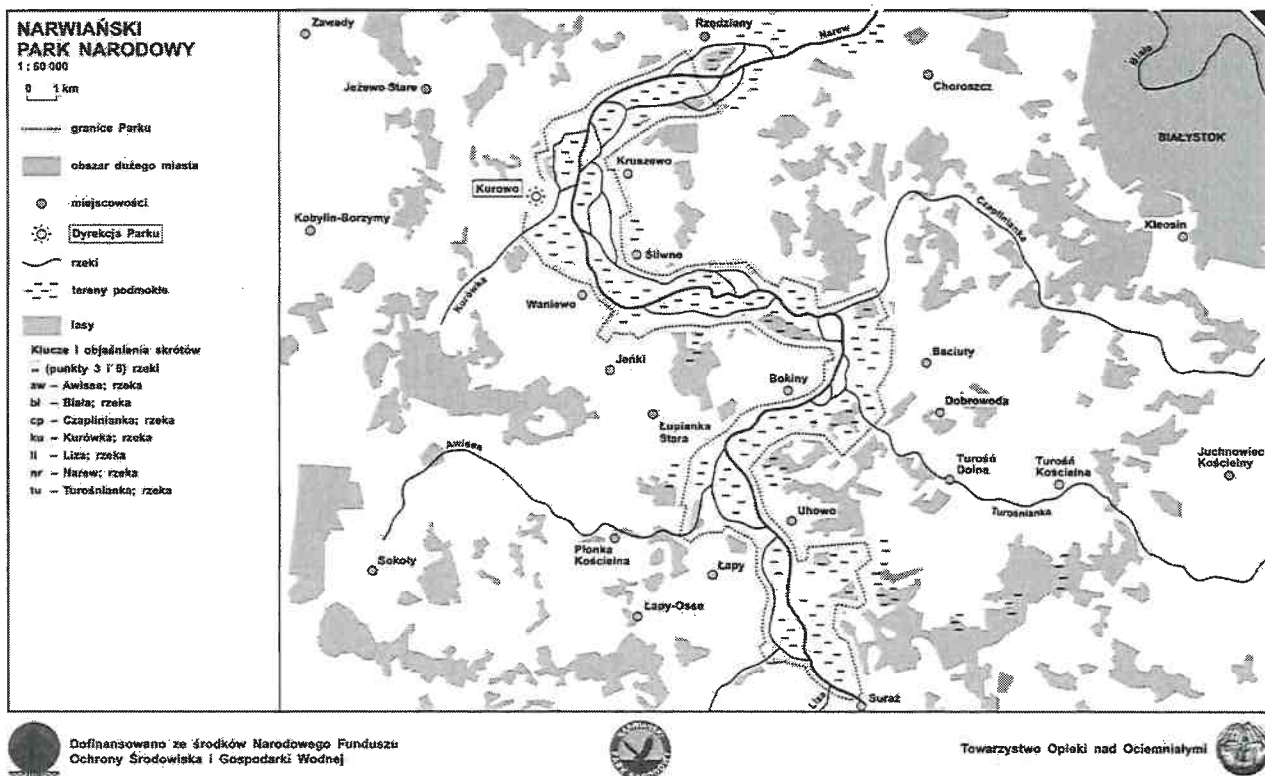 NARWIAŃSKI
PARK NARODOWY
1 : 60 000
0 1 km
granice Parku
obszar dużego miasta
miejscowości
Dyrekcja Parku
rzeki
tereny podmokłe
lasy
Klucze i objaśnienia skrótów
– (punkty 3 i 5) rzeki
aw – Awissa; rzeka
bł – Biała; rzeka
cp – Czaplinianka; rzeka
ku – Kurówka; rzeka
li – Liza; rzeka
nr – Narew; rzeka
tu – Turośnianka; rzeka
Zawady
Rzędziany
Narew
Biała
Jeżewo Stare
Choroszcz
BIAŁYSTOK
Kruszewo
Kurowo
Kobylin-Borzymy
Czaplinianka
Kleosin
Śliwno
Kurówka
Waniewo
Jeńki
Baciuty
Bokiny
Dobrowoda
Łupianka
Stara
Awissa
Turośń
Dolna
Turośń
Kościelna
Juchnowiec
Kościelny
Turośnianka
Uhowo
Płonka
Kościelna
Sokoły
Łapy
Łapy-Osse
Liza
Suraż
Dofinansowano ze środków Narodowego Funduszu
Ochrony Środowiska i Gospodarki Wodnej
Towarzystwo Opieki nad Ociemniałymi